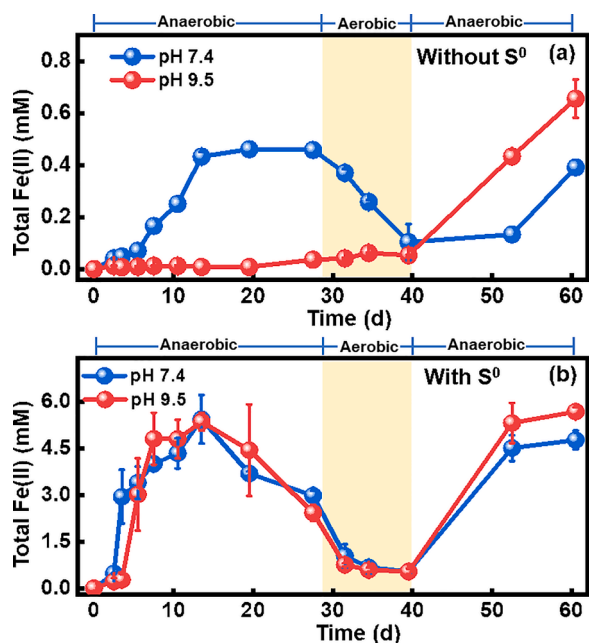 Anaerobic Aerobic Anaerobic
pH 7.4 Without S⁰ (a)
pH 9.5
Total Fe(II) (mM)
0.8
0.6
0.4
0.2
0.0
0 10 20 30 40 50 60
Time (d)
Anaerobic Aerobic Anaerobic
pH 7.4 With S⁰ (b)
pH 9.5
Total Fe(II) (mM)
6.0
4.5
3.0
1.5
0.0
0 10 20 30 40 50 60
Time (d)